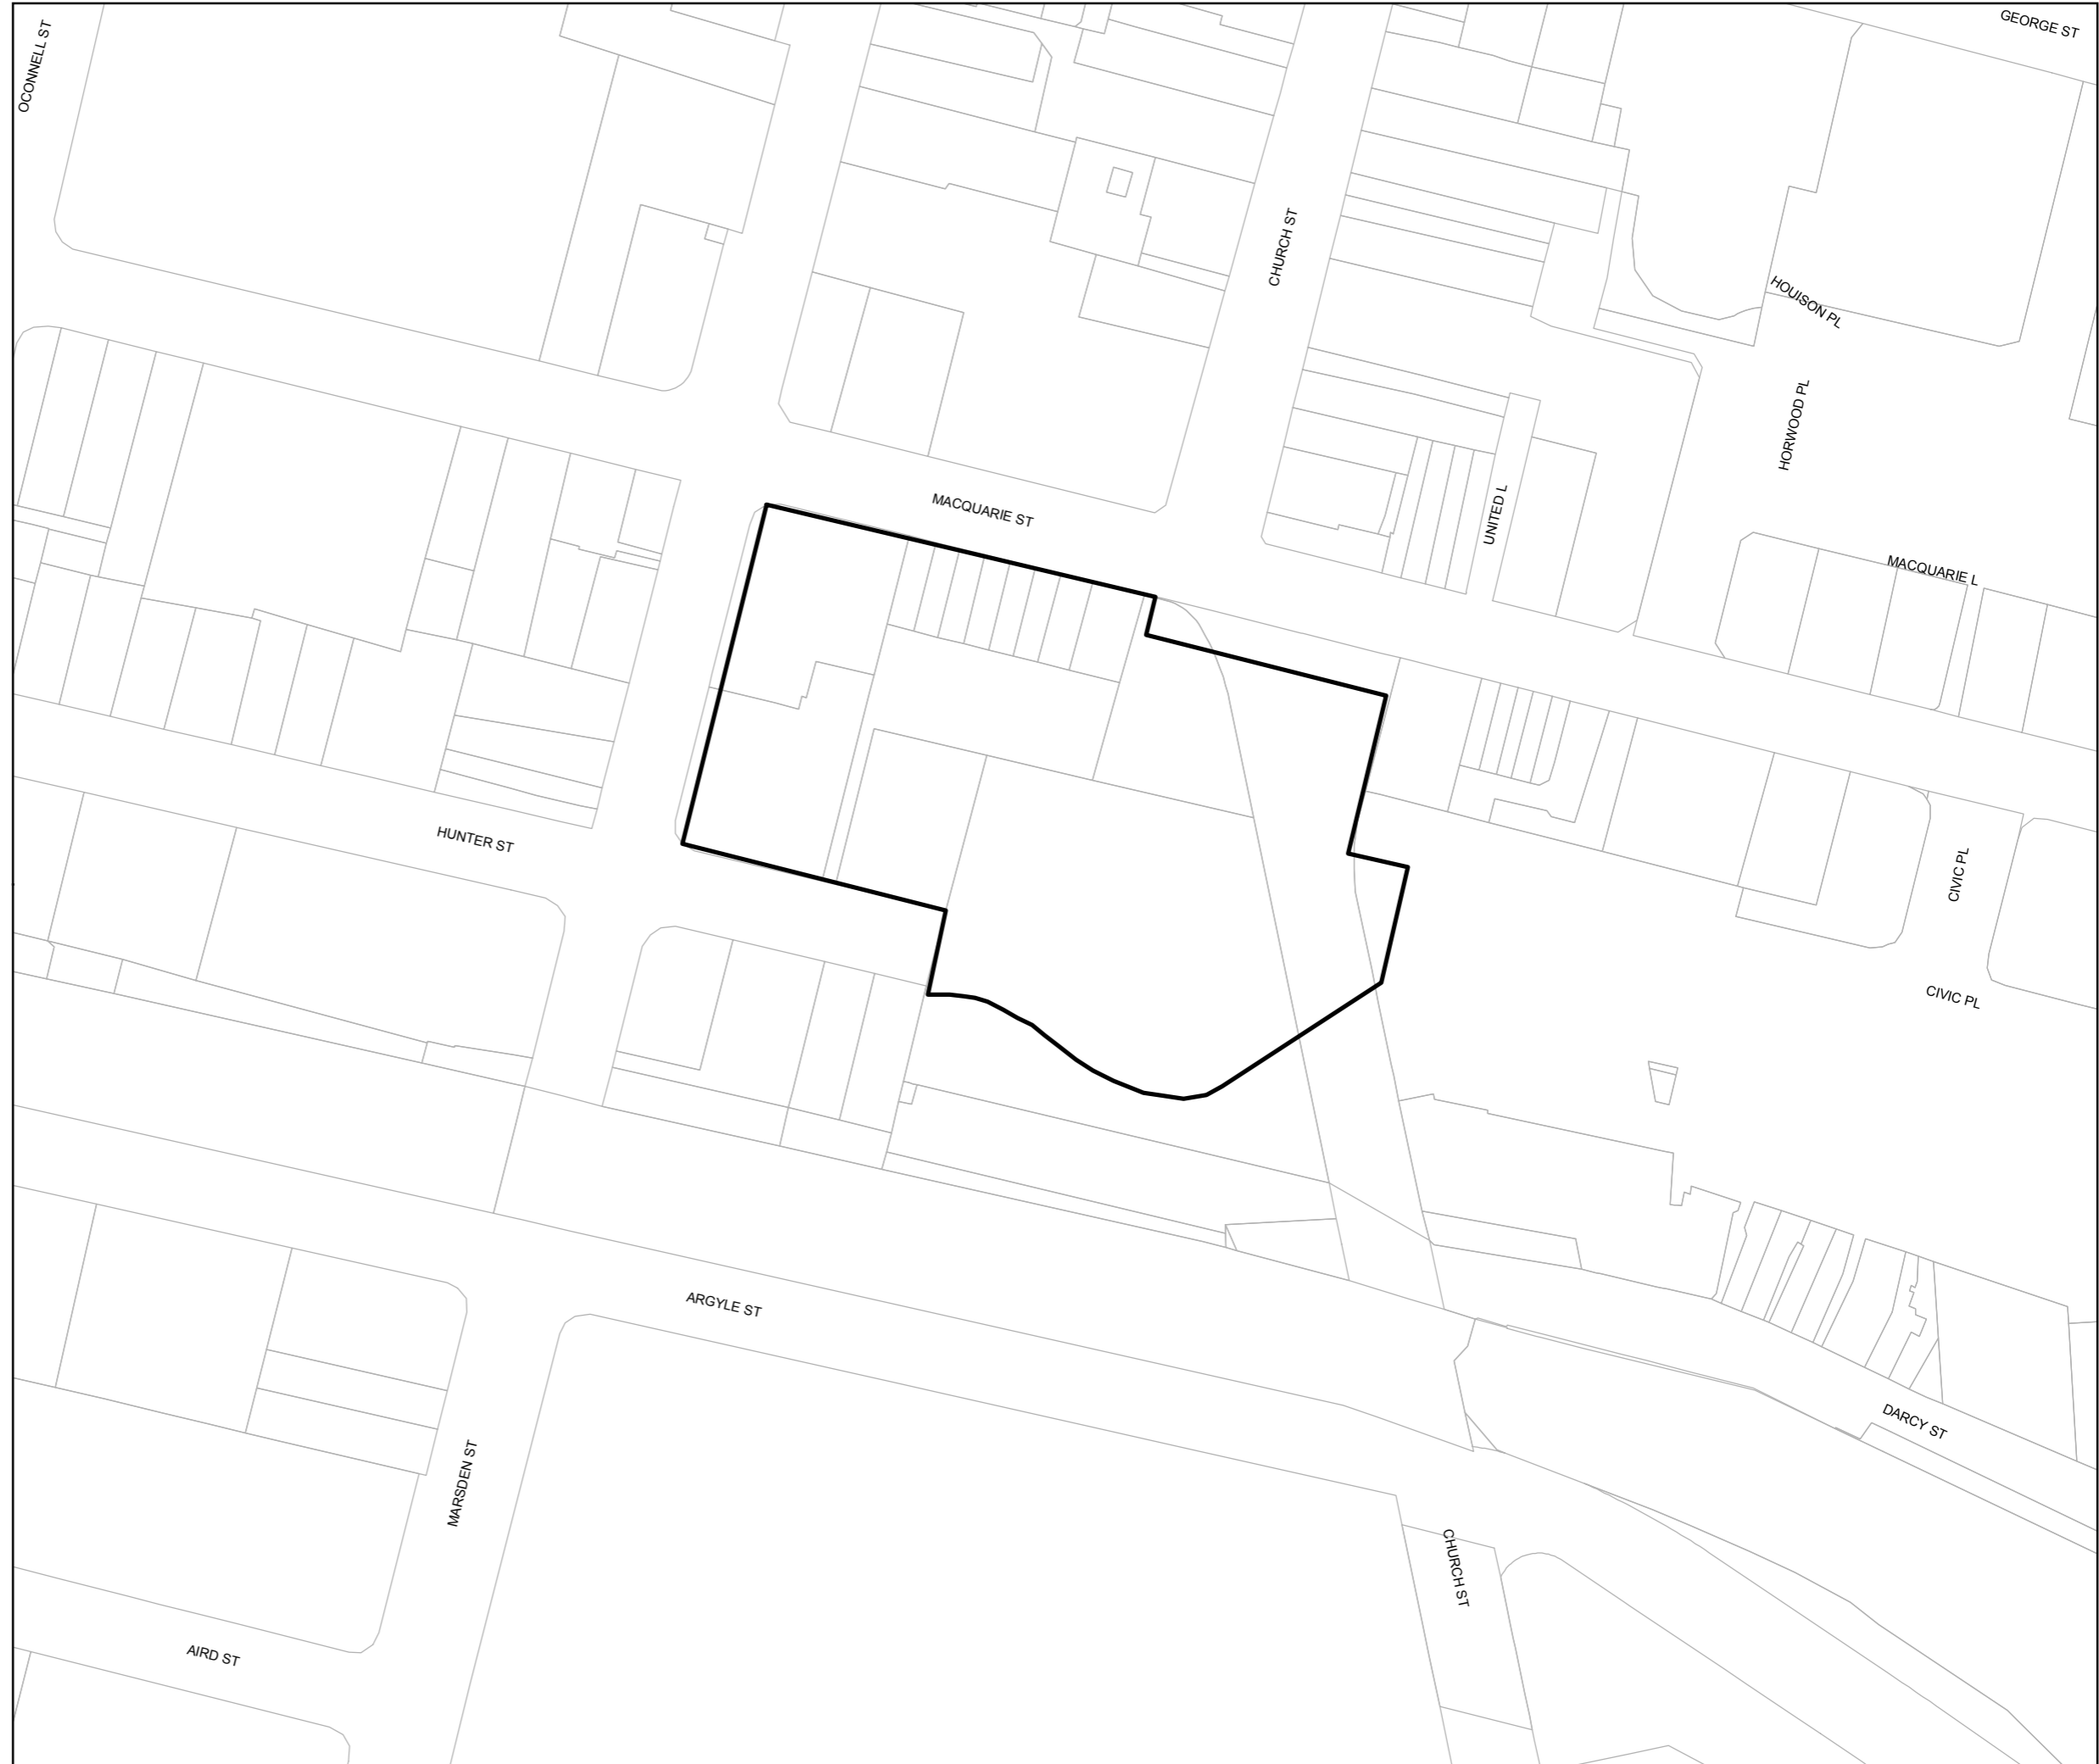 GEORGE ST
OCONNELL ST
CHURCH ST
HOUISON PL
HORWOOD PL
MACQUARIE ST
UNITED L
MACQUARIE L
HUNTER ST
CIVIC PL
CIVIC PL
ARGYLE ST
DARCY ST
MARSDEN ST
CHURCH ST
AIRD ST